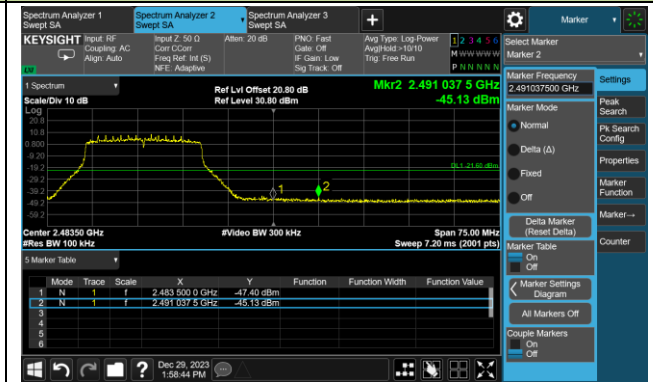 Spectrum Analyzer 1
Swept SA
Spectrum Analyzer 2
Swept SA
Spectrum Analyzer 3
Swept SA
Marker
KEYSIGHT
Input: RF
Coupling: AC
Align: Auto
Input Z: 50 Ω
Corr CCorr
Freq Ref: Int (S)
NFE: Adaptive
Atten: 20 dB
PNO: Fast
Gate: Off
IF Gain: Low
Sig Track: Off
Avg Type: Log-Power
Avg|Hold:>10/10
Trig: Free Run
1 2 3 4 5 6
M W W W W W
P N N N N N
LXI
Select Marker
Marker 2
1 Spectrum
Scale/Div 10 dB
Ref Lvl Offset 20.80 dB
Ref Level 30.80 dBm
Mkr2 2.491 037 5 GHz
-45.13 dBm
Log
20.8
10.8
0.800
-9.20
-19.2
-29.2
-39.2
-49.2
-59.2
DL1 -21.60 dBm
1
2
Center 2.48350 GHz
#Res BW 100 kHz
#Video BW 300 kHz
Span 75.00 MHz
Sweep 7.20 ms (2001 pts)
5 Marker Table
Mode Trace Scale X Y Function Function Width Function Value
1 N 1 f 2.483 500 0 GHz -47.40 dBm
2 N 1 f 2.491 037 5 GHz -45.13 dBm
3
4
5
6
Marker Frequency
2.491037500 GHz
Marker Mode
Normal
Delta (Δ)
Fixed
Off
Delta Marker
(Reset Delta)
Marker Table
On
Off
Marker Settings
Diagram
All Markers Off
Couple Markers
On
Off
Settings
Peak
Search
Pk Search
Config
Properties
Marker
Function
Marker→
Counter
?
Dec 29, 2023
1:58:44 PM